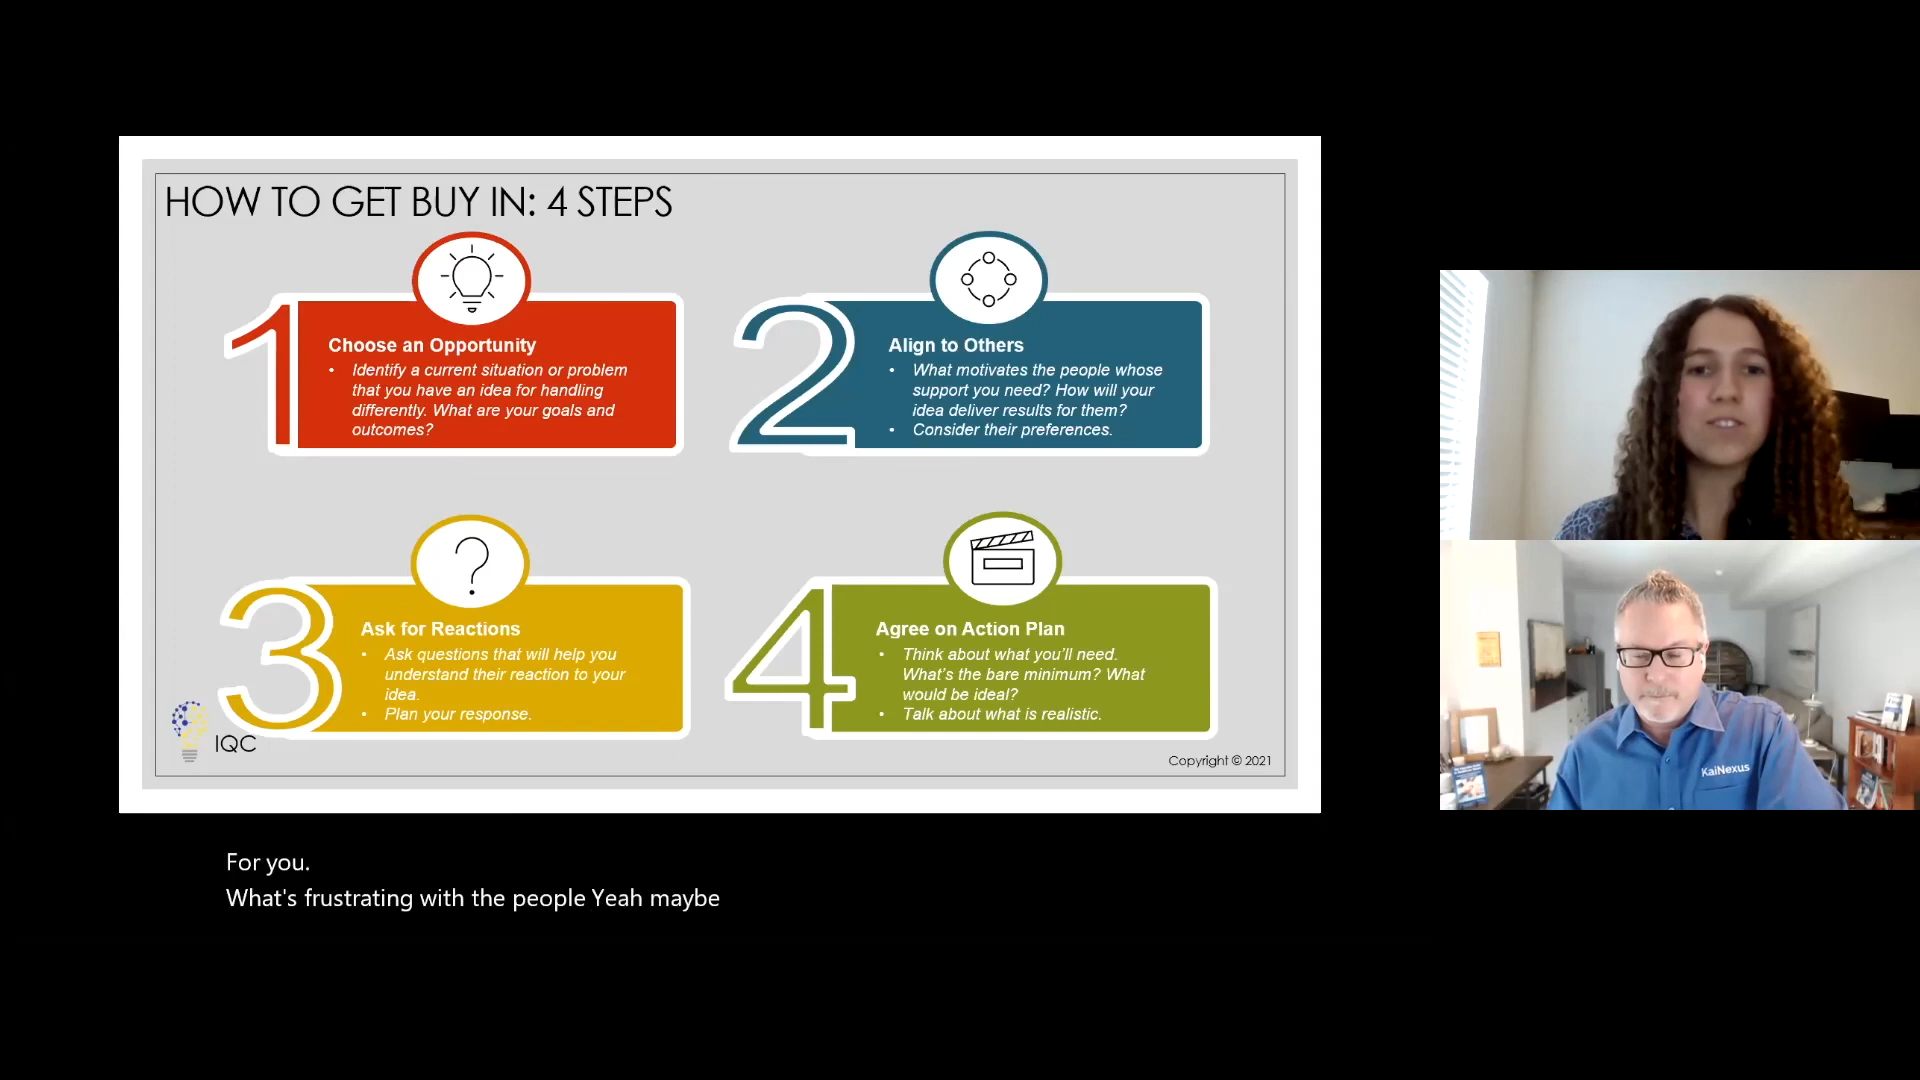 HOW TO GET BUY IN: 4 STEPS
1
Choose an Opportunity
• Identify a current situation or problem
that you have an idea for handling
differently. What are your goals and
outcomes?
2
Align to Others
• What motivates the people whose
support you need? How will your
idea deliver results for them?
• Consider their preferences.
3
Ask for Reactions
• Ask questions that will help you
understand their reaction to your
idea.
• Plan your response.
4
Agree on Action Plan
• Think about what you'll need.
What's the bare minimum? What
would be ideal?
• Talk about what is realistic.
IQC
Copyright © 2021
KaiNexus
For you.
What's frustrating with the people Yeah maybe